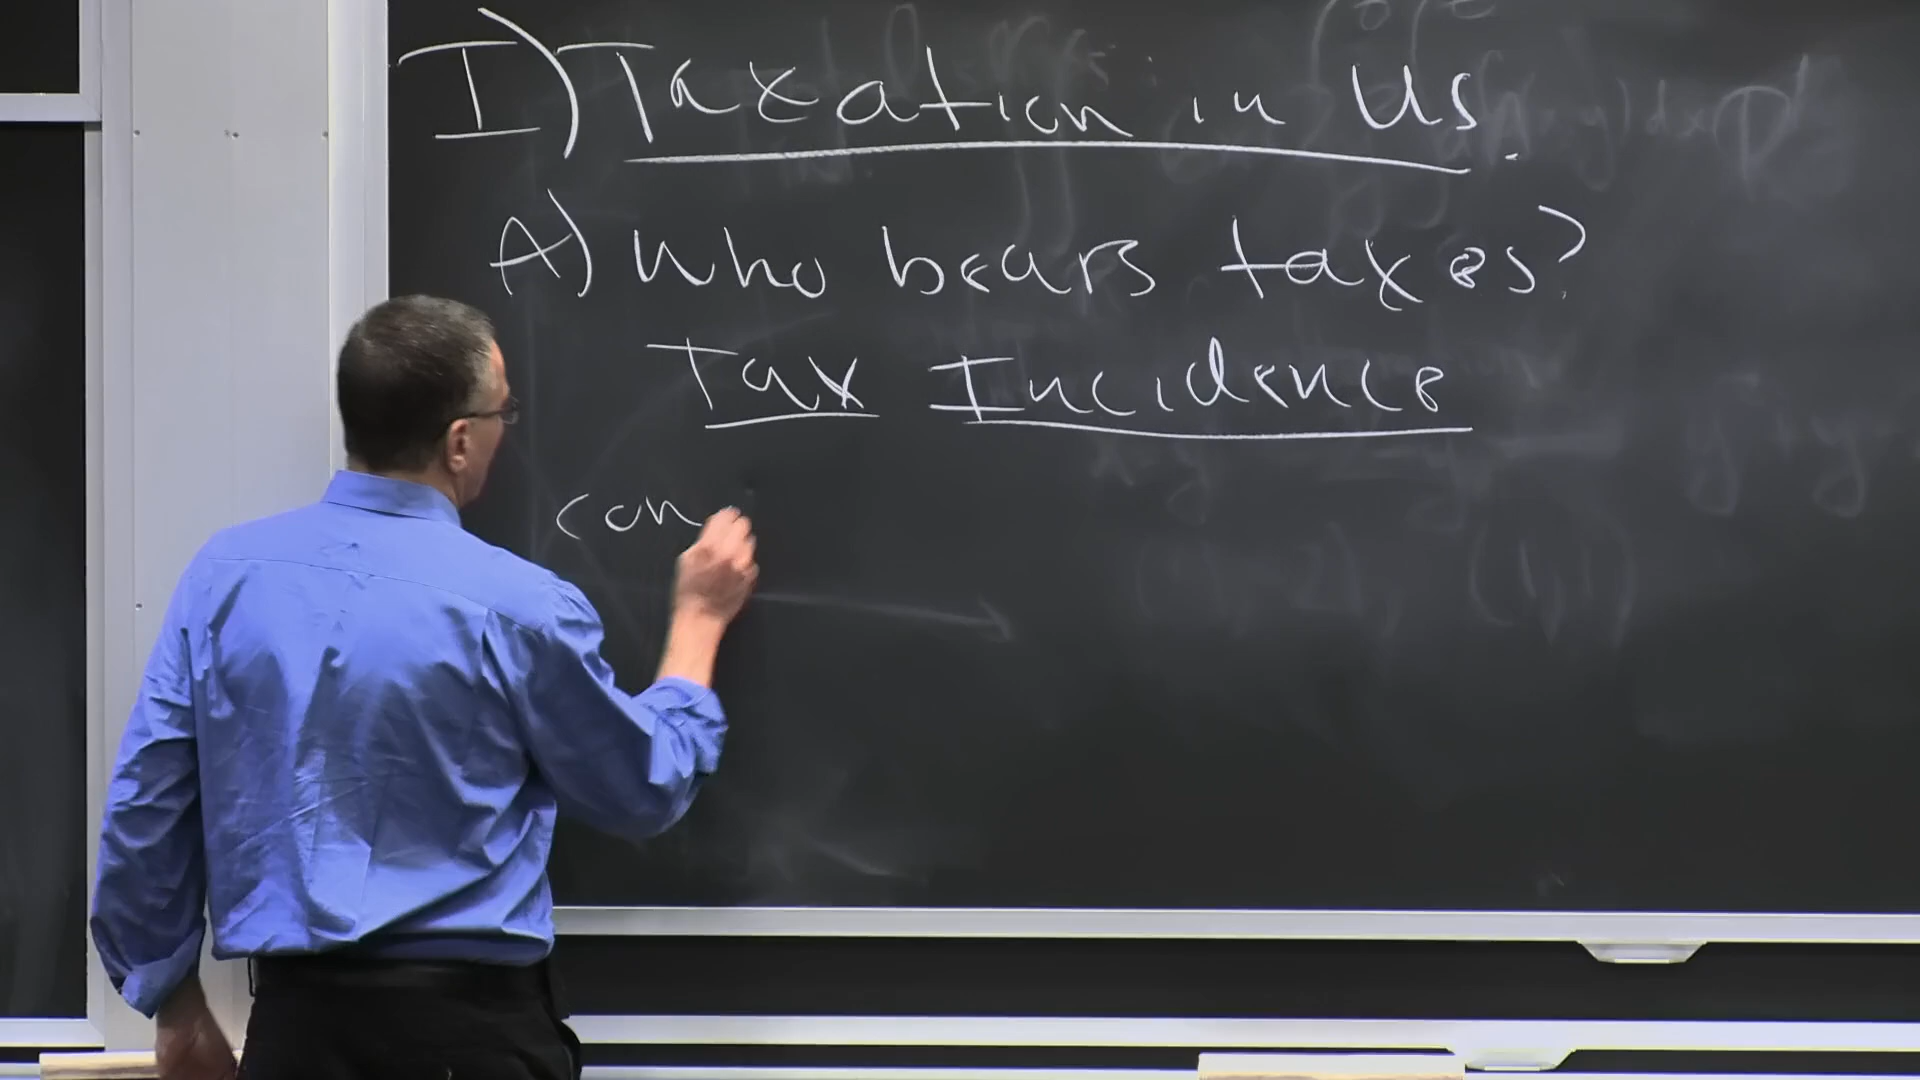 I) Taxation in US
A) Who bears taxes?
Tax Incidence
con